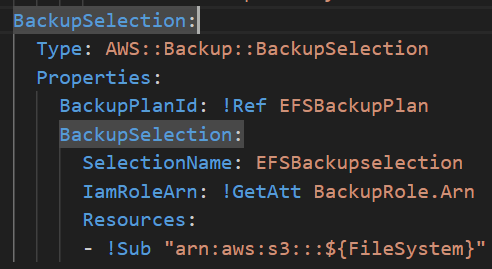 BackupSelection:
Type: AWS::Backup::BackupSelection
Properties:
BackupPlanId: !Ref EFSBackupPlan
BackupSelection:
SelectionName: EFSBackupselection
IamRoleArn: !GetAtt BackupRole.Arn
Resources:
- !Sub "arn:aws:s3:::${FileSystem}"